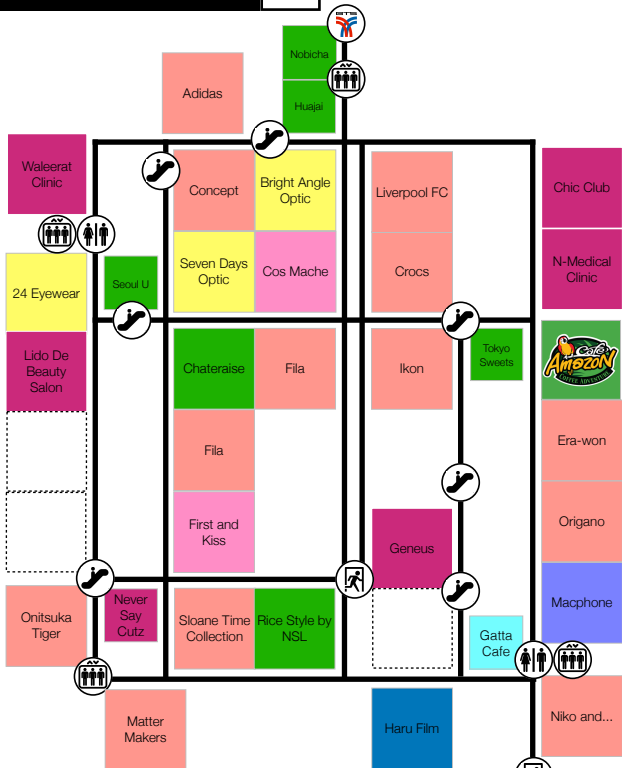 BTS
Nobicha
Adidas
Huajai
Waleerat
Clinic
Concept
Bright Angle
Optic
Liverpool FC
Chic Club
24 Eyewear
Seoul U
Seven Days
Optic
Cos Mache
Crocs
N-Medical
Clinic
Lido De
Beauty
Salon
Chateraise
Fila
Ikon
Tokyo
Sweets
Café
Amazon
COFFEE ADVENTURE
Fila
Era-won
First and
Kiss
Geneus
Origano
Onitsuka
Tiger
Never
Say
Cutz
Sloane Time
Collection
Rice Style by
NSL
Gatta
Cafe
Macphone
Matter
Makers
Haru Film
Niko and...